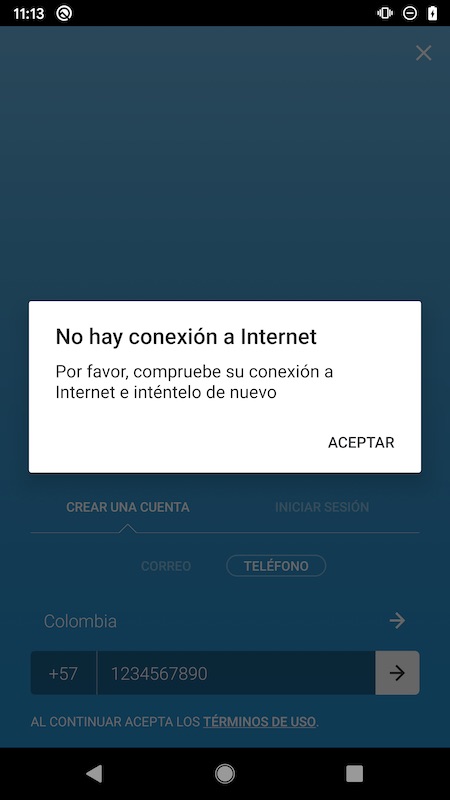 11:13
No hay conexión a Internet
Por favor, compruebe su conexión a
Internet e inténtelo de nuevo
ACEPTAR
CREAR UNA CUENTA
INICIAR SESIÓN
CORREO
TELÉFONO
Colombia
+57
1234567890
AL CONTINUAR ACEPTA LOS TÉRMINOS DE USO.